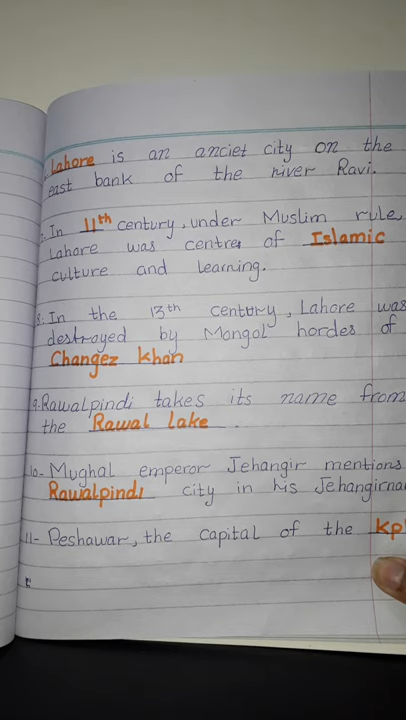 Lahore is an anciet city on the
east bank of the river Ravi.
In 11th century, under Muslim rule,
Lahore was centre of Islamic
culture and learning.
8. In the 13th century, Lahore was
destroyed by Mongol hordes of
Changez khan
9. Rawalpindi takes its name from
the Rawal lake.
10- Mughal emperor Jehangir mentions
Rawalpindi city in his Jehangirna
11- Peshawar, the capital of the kp